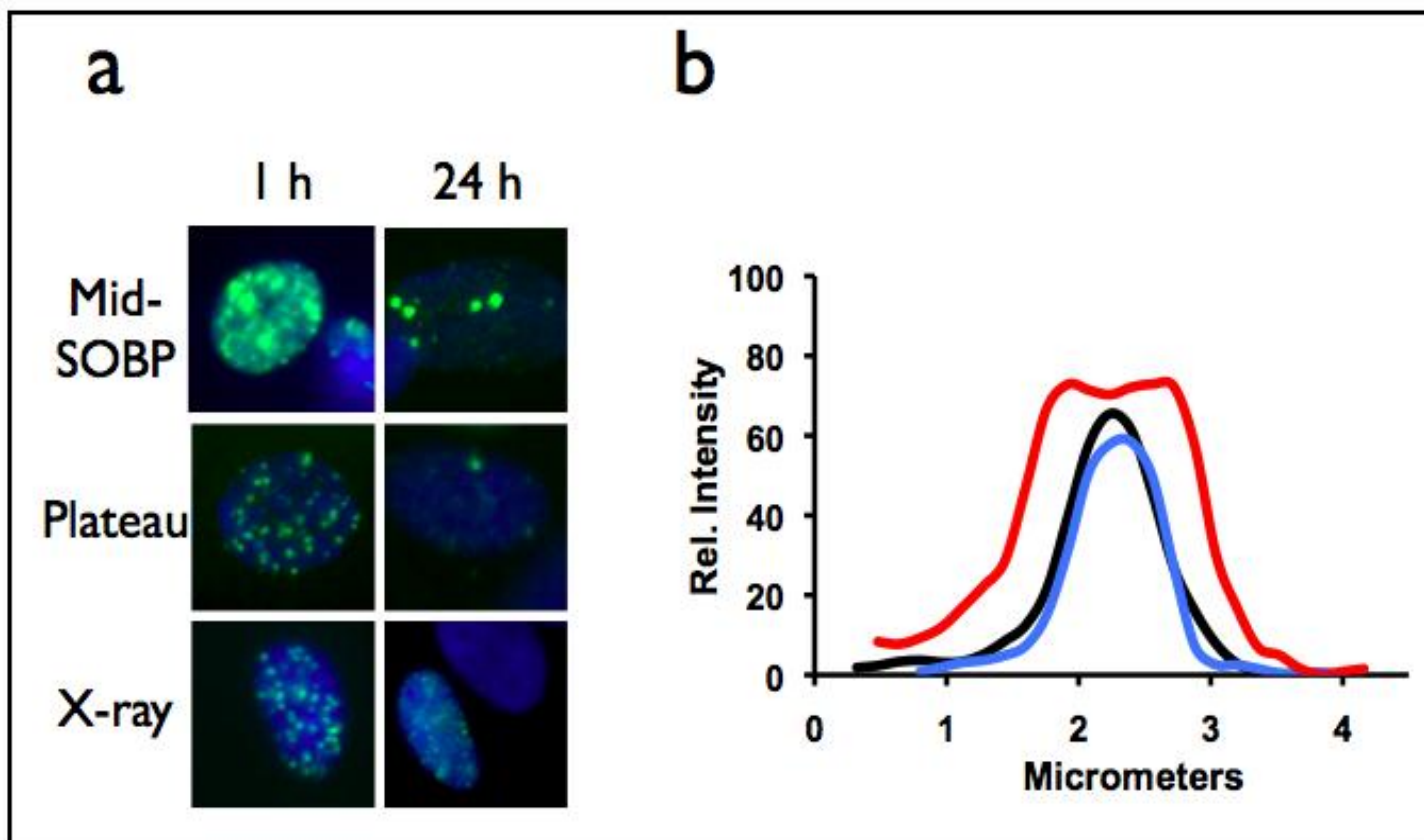 a
b
1 h
24 h
Mid-
SOBP
Plateau
X-ray
100
80
60
40
20
0
Rel. Intensity
0 1 2 3 4
Micrometers